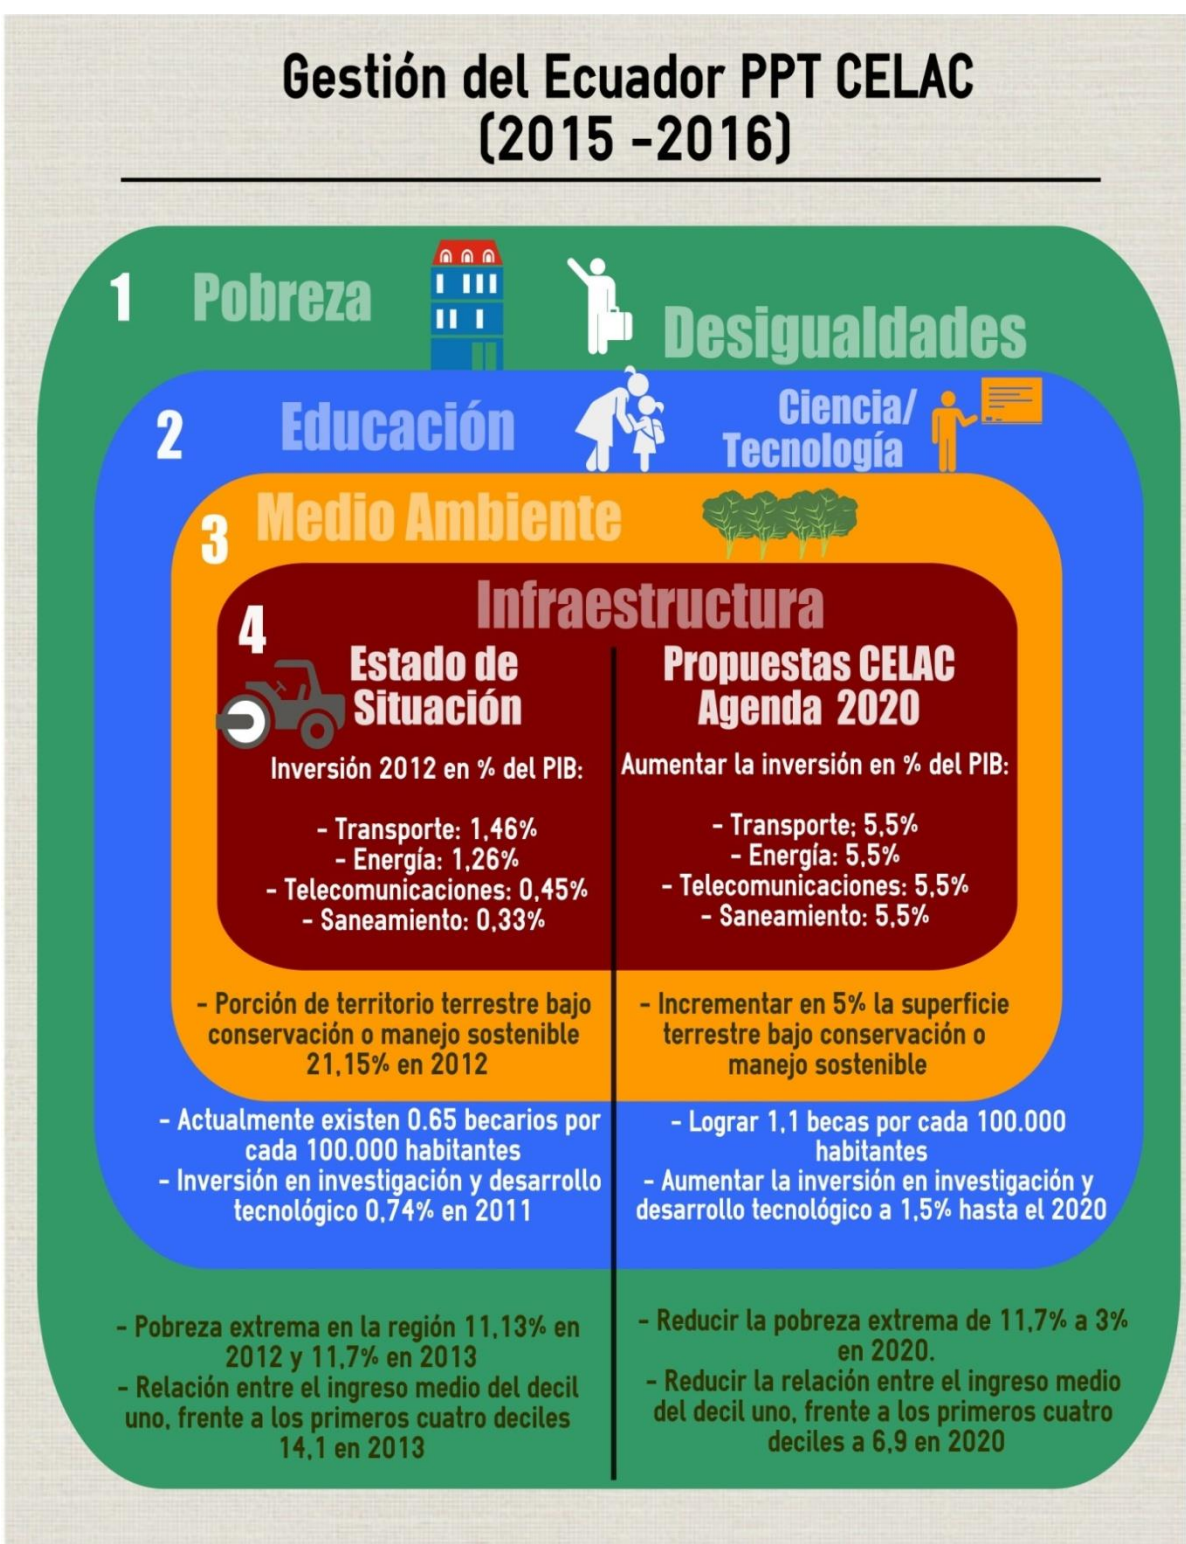 Gestión del Ecuador PPT CELAC
(2015 -2016)
1
Pobreza
Desigualdades
2
Educación
Ciencia/
Tecnología
3
Medio Ambiente
4
Infraestructura
Estado de
Situación
Inversión 2012 en % del PIB:
- Transporte: 1,46%
- Energía: 1,26%
- Telecomunicaciones: 0,45%
- Saneamiento: 0,33%
Propuestas CELAC
Agenda 2020
Aumentar la inversión en % del PIB:
- Transporte; 5,5%
- Energía: 5,5%
- Telecomunicaciones: 5,5%
- Saneamiento: 5,5%
- Porción de territorio terrestre bajo
conservación o manejo sostenible
21,15% en 2012
- Incrementar en 5% la superficie
terrestre bajo conservación o
manejo sostenible
- Actualmente existen 0.65 becarios por
cada 100.000 habitantes
- Inversión en investigación y desarrollo
tecnológico 0,74% en 2011
- Lograr 1,1 becas por cada 100.000
habitantes
- Aumentar la inversión en investigación y
desarrollo tecnológico a 1,5% hasta el 2020
- Pobreza extrema en la región 11,13% en
2012 y 11,7% en 2013
- Relación entre el ingreso medio del decil
uno, frente a los primeros cuatro deciles
14,1 en 2013
- Reducir la pobreza extrema de 11,7% a 3%
en 2020.
- Reducir la relación entre el ingreso medio
del decil uno, frente a los primeros cuatro
deciles a 6,9 en 2020